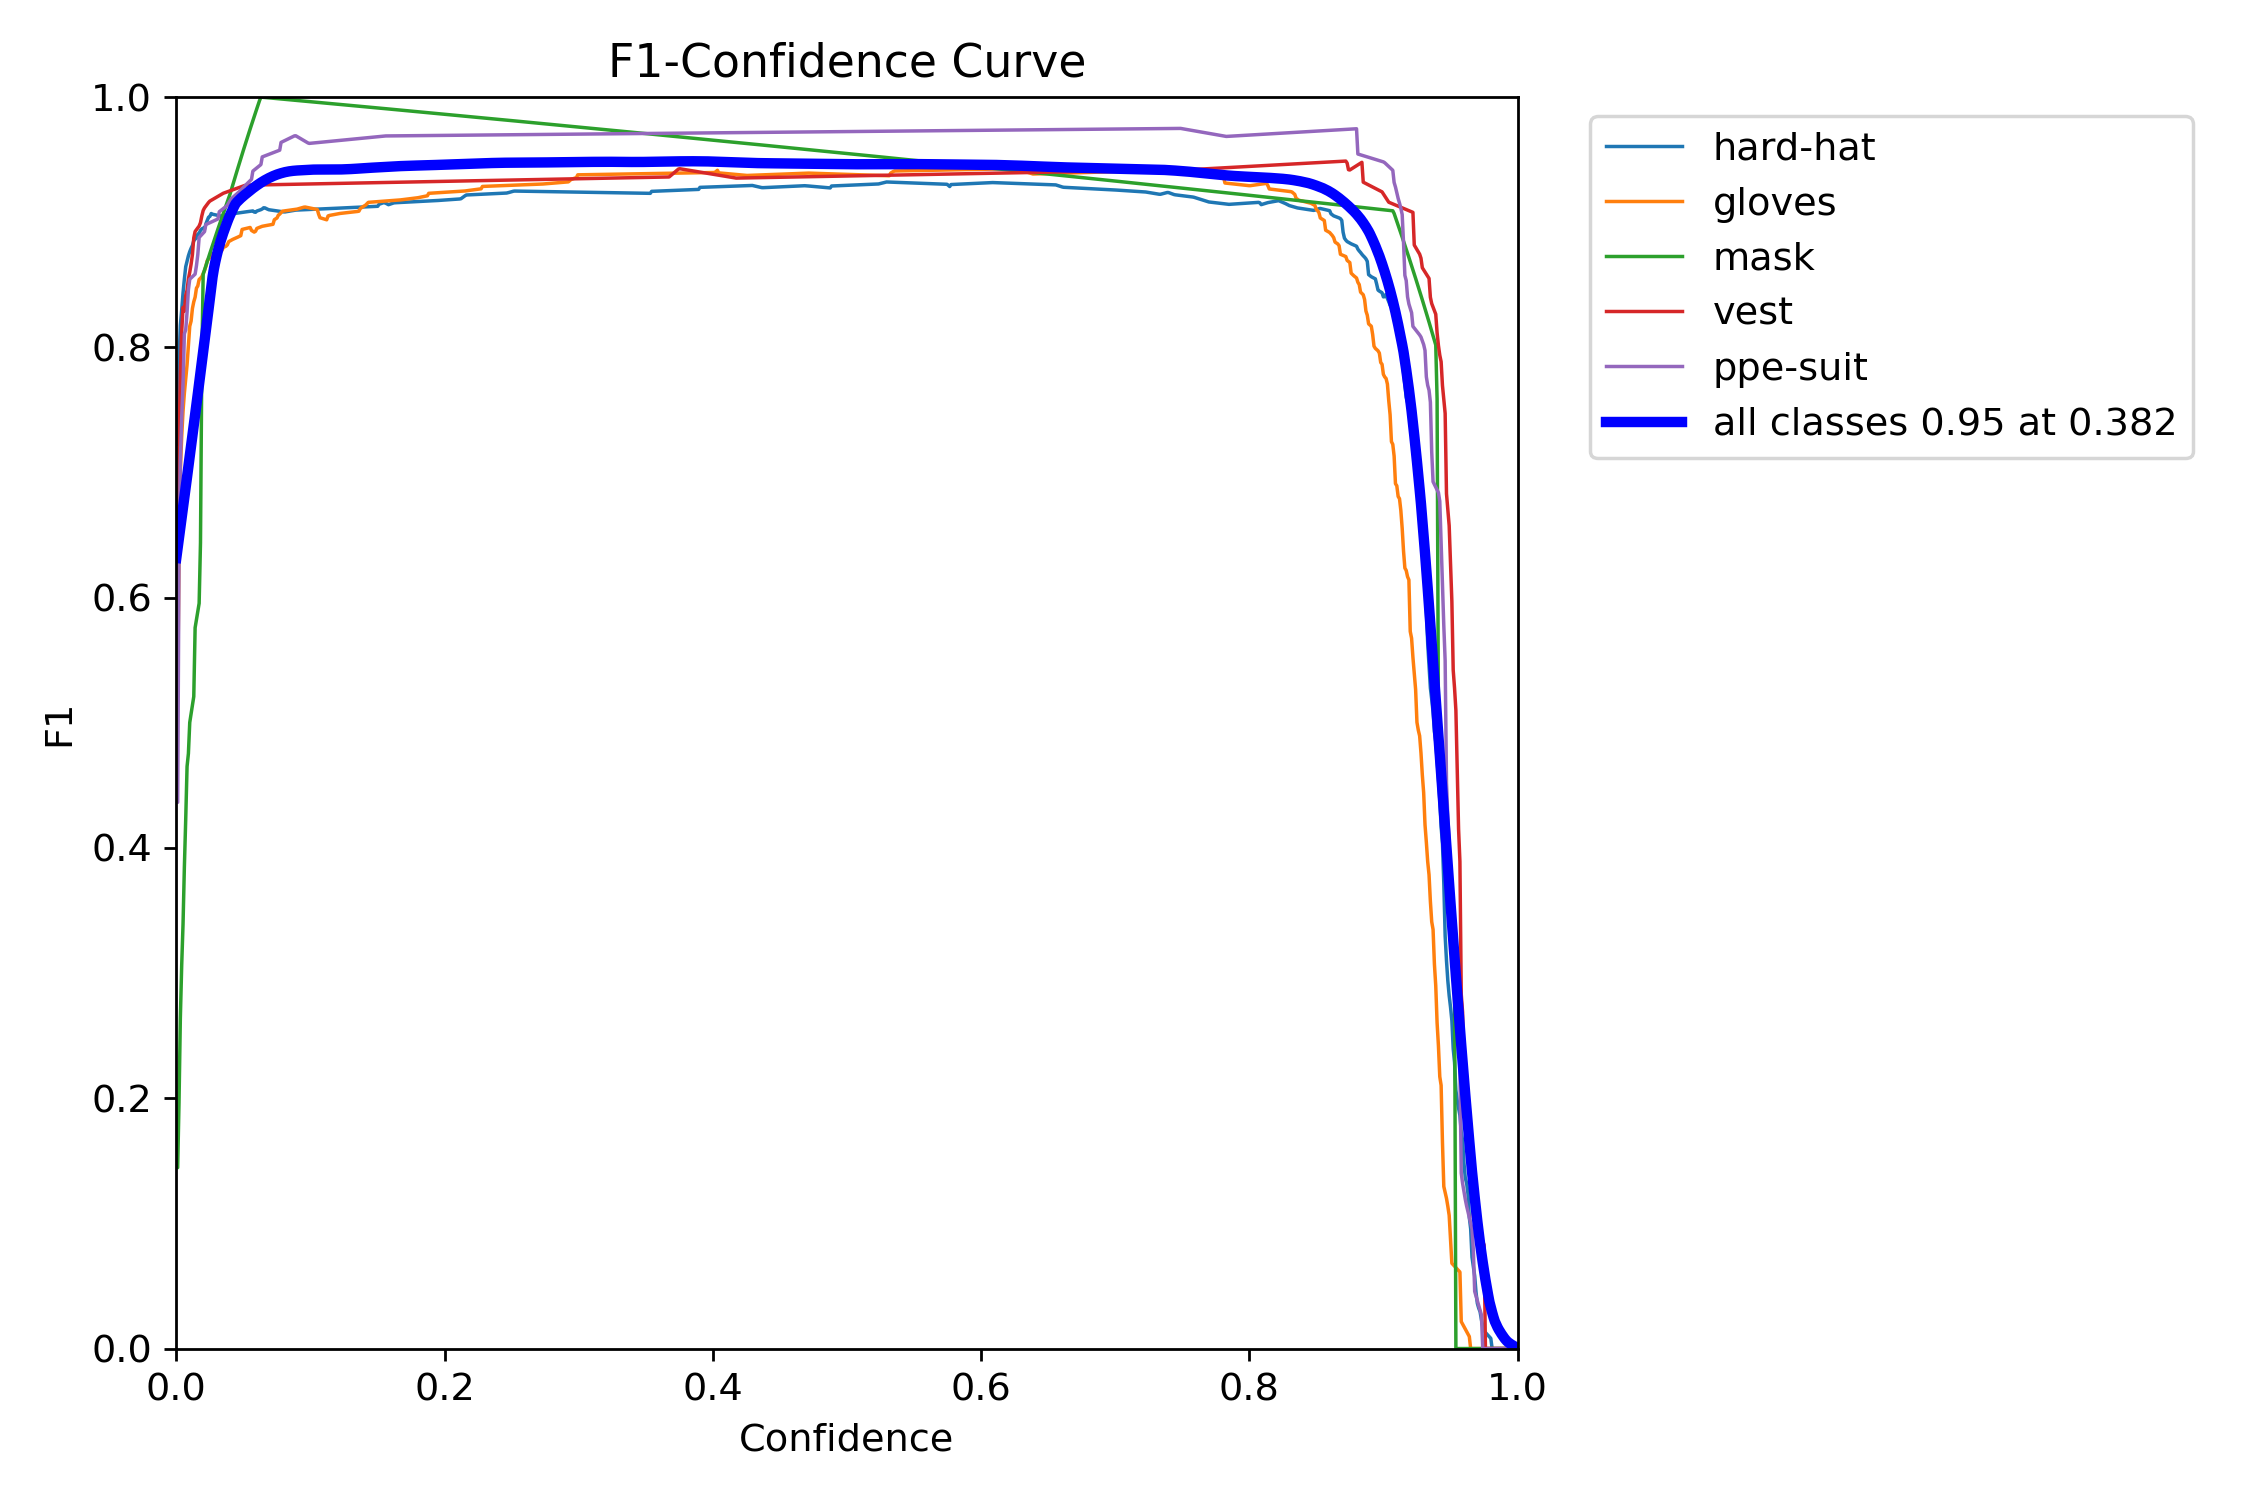 F1-Confidence Curve
1.0
0.8
0.6
0.4
0.2
0.0
F1
0.0 0.2 0.4 0.6 0.8 1.0
Confidence
hard-hat
gloves
mask
vest
ppe-suit
all classes 0.95 at 0.382